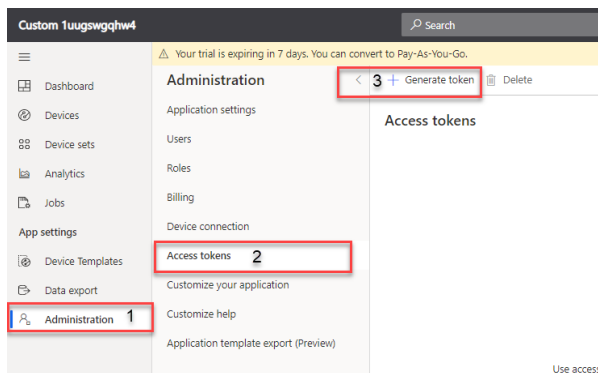 Custom 1uugswgqhw4
Search
Your trial is expiring in 7 days. You can convert to Pay-As-You-Go.
Dashboard
Devices
Device sets
Analytics
Jobs
App settings
Device Templates
Data export
Administration 1
Administration
Application settings
Users
Roles
Billing
Device connection
Access tokens 2
Customize your application
Customize help
Application template export (Preview)
3 + Generate token
Delete
Access tokens
Use access